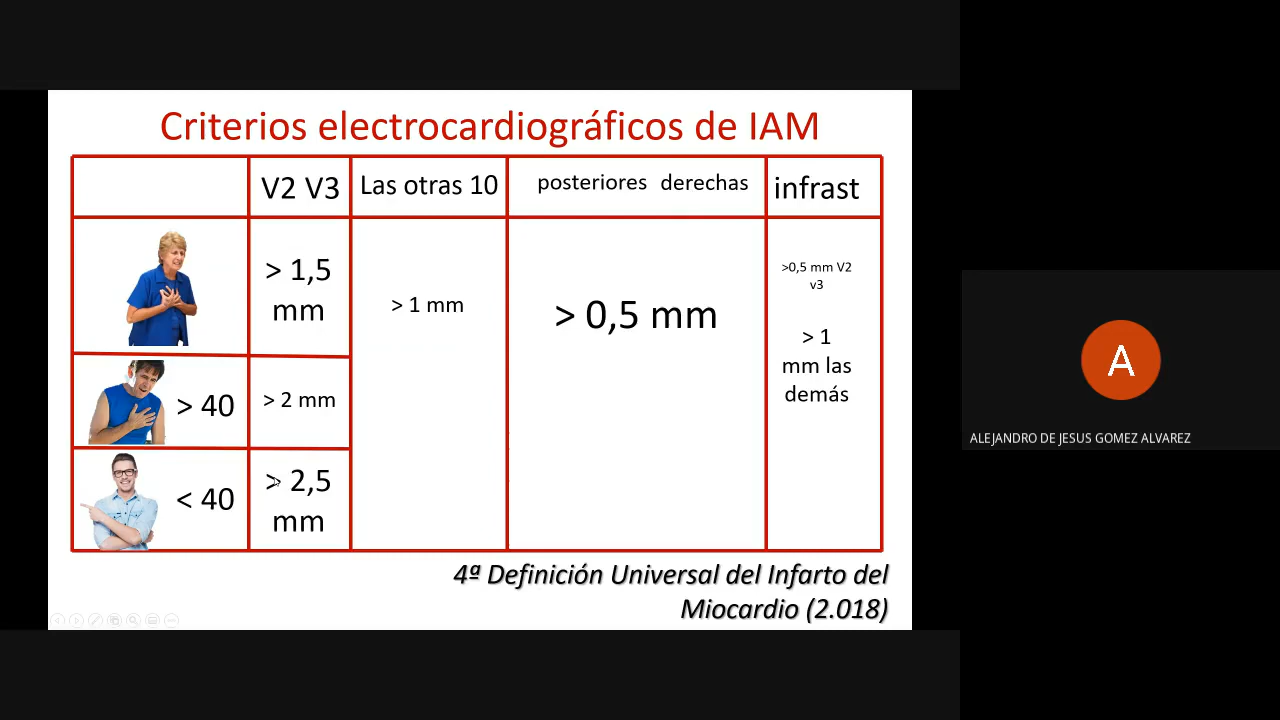 Criterios electrocardiográficos de IAM
V2 V3
Las otras 10
posteriores derechas
infrast
> 1,5
mm
> 1 mm
> 0,5 mm
>0,5 mm V2
v3
> 1
mm las
demás
> 40
> 2 mm
< 40
> 2,5
mm
4ª Definición Universal del Infarto del
Miocardio (2.018)
A
ALEJANDRO DE JESUS GOMEZ ALVAREZ